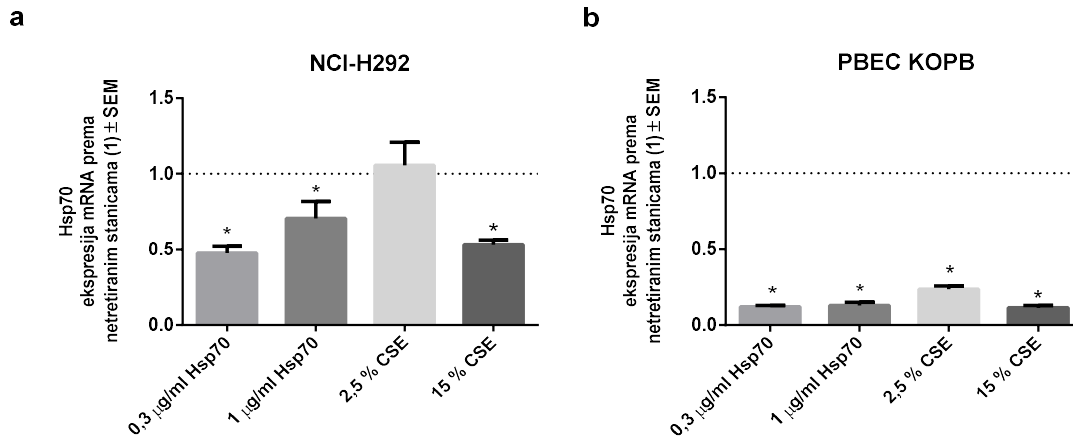 a
NCI-H292
Hsp70
ekspresija mRNA prema
netretiranim stanicama (1) ± SEM
1.5
1.0
0.5
0.0
*
*
*
0,3 µg/ml Hsp70
1 µg/ml Hsp70
2,5 % CSE
15 % CSE
b
PBEC KOPB
Hsp70
ekspresija mRNA prema
netretiranim stanicama (1) ± SEM
1.5
1.0
0.5
0.0
*
*
*
*
0,3 µg/ml Hsp70
1 µg/ml Hsp70
2,5 % CSE
15 % CSE